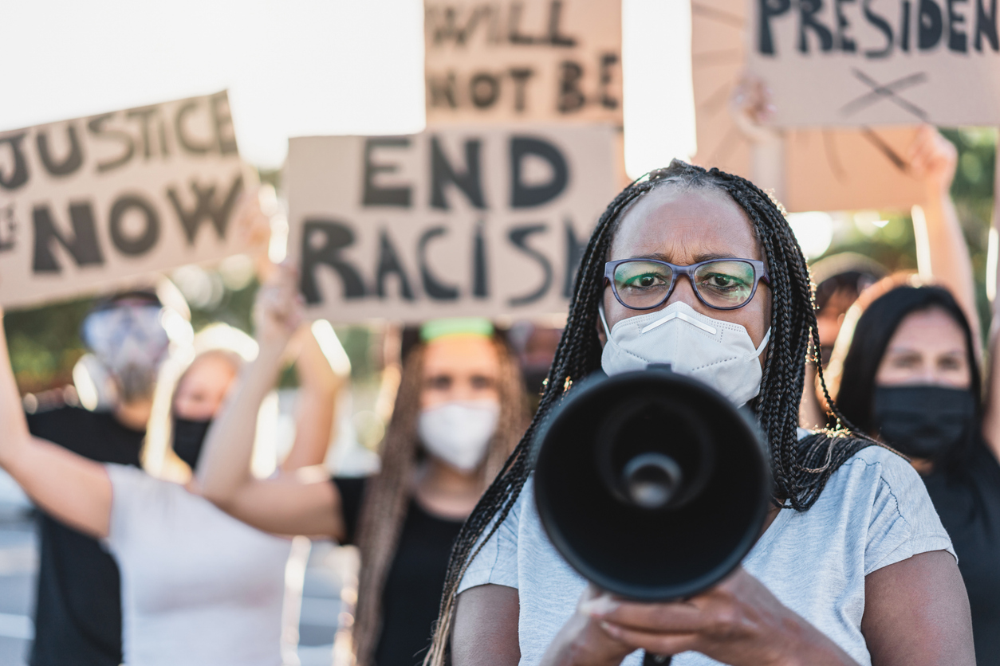 JUSTICE
NOW
WILL
NOT BE
END
RACISM
PRESIDEN